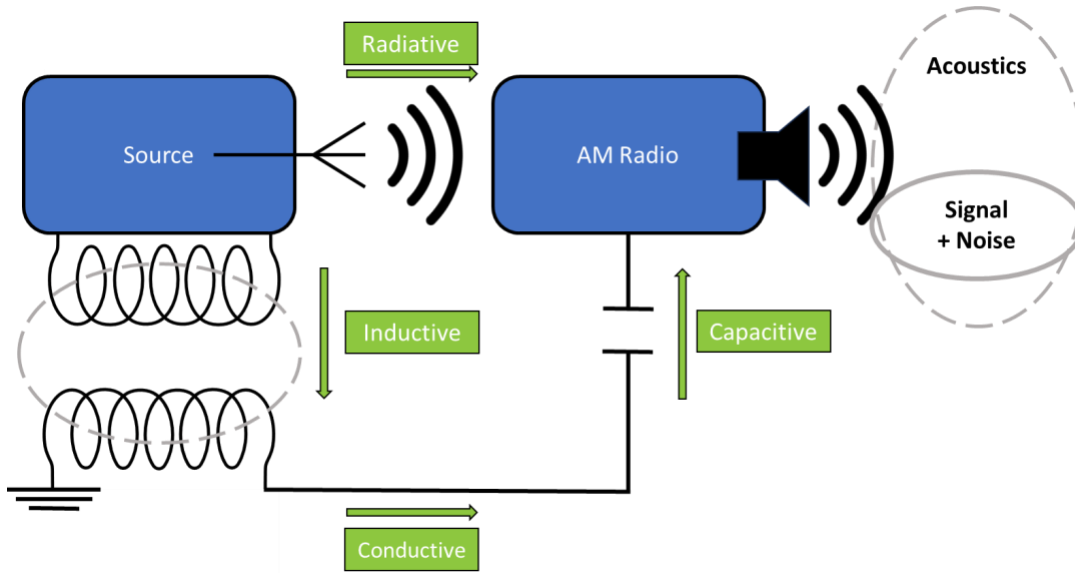 Radiative
Acoustics
Source
AM Radio
Signal
+ Noise
Inductive
Capacitive
Conductive